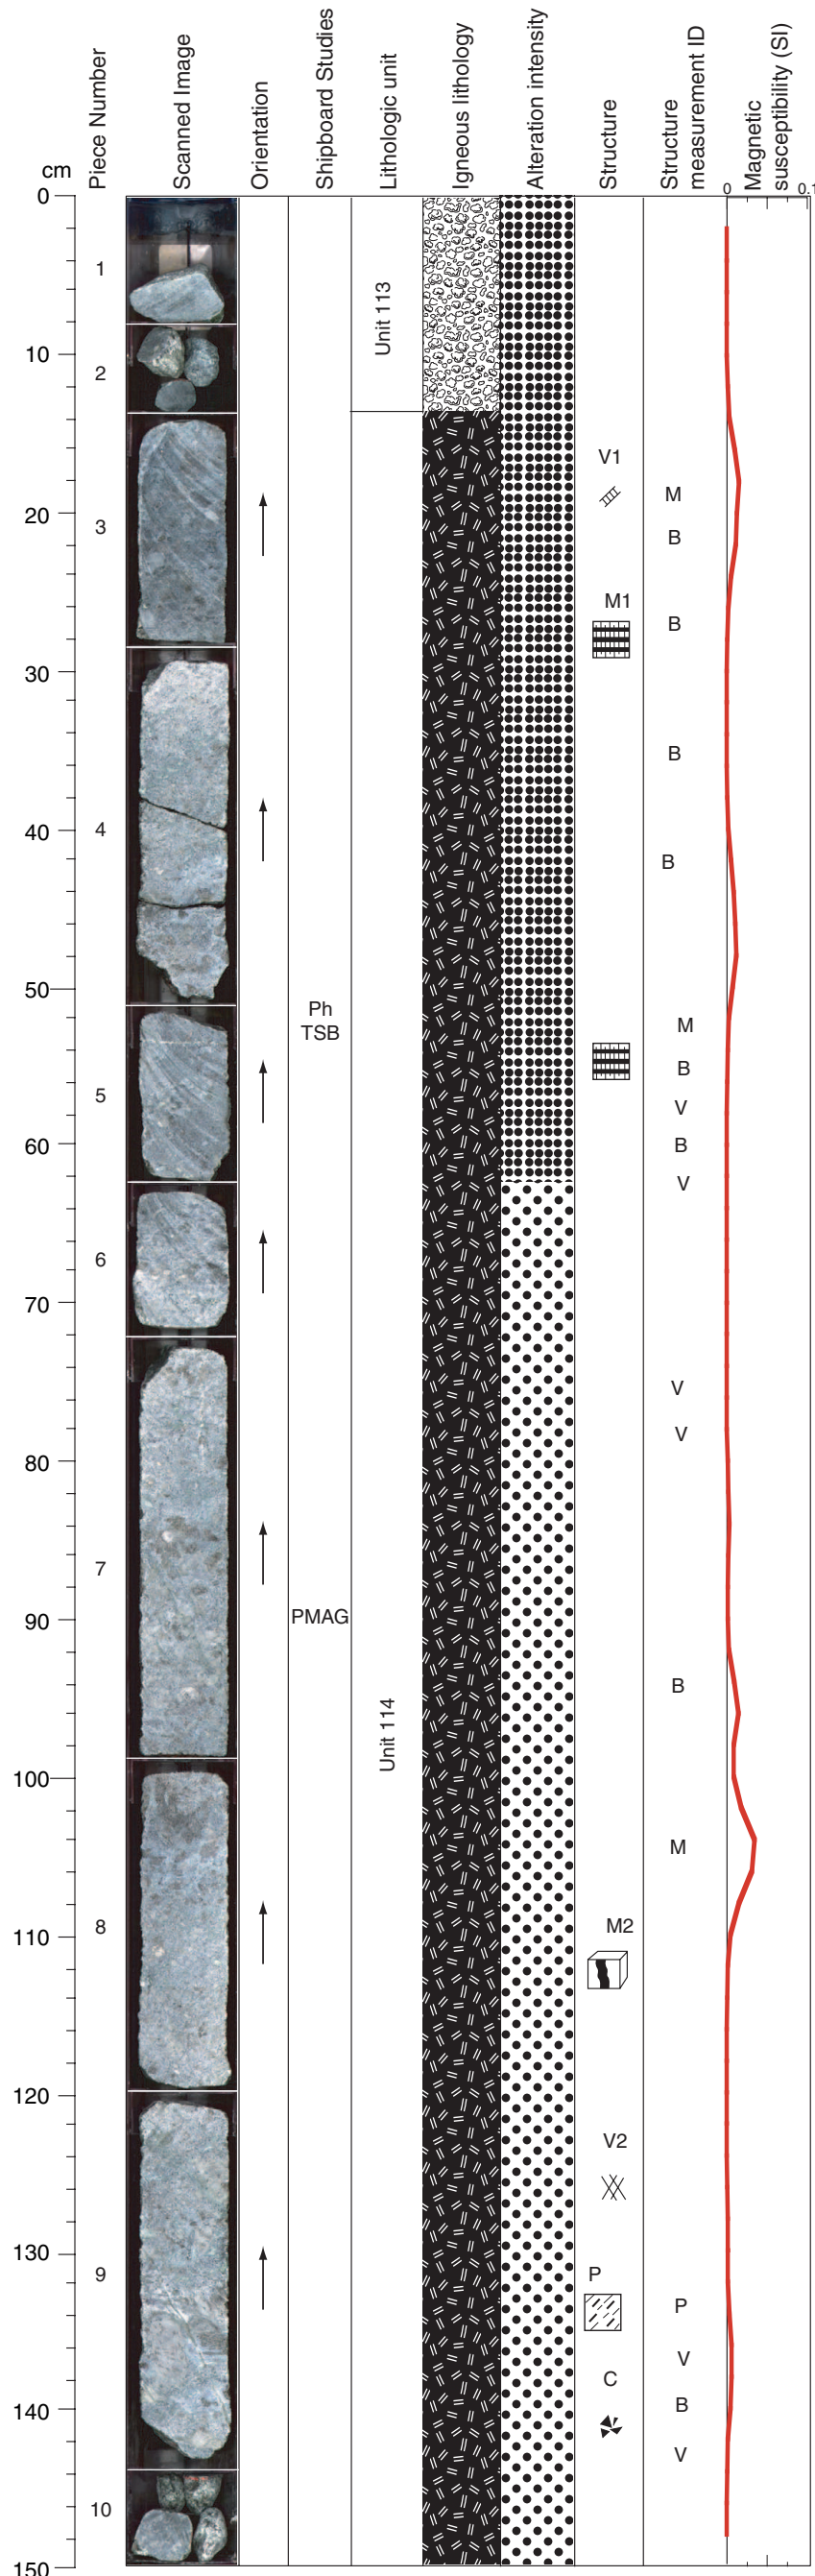 cm
Piece Number
Scanned Image
Orientation
Shipboard Studies
Lithologic unit
Igneous lithology
Alteration intensity
Structure
Structure
measurement ID
Magnetic
susceptibility (SI)
0 0.1
0
1
Unit 113
10
2
V1
M
20
3
B
M1
B
30
B
40
4
B
50
Ph
M
TSB
B
5
V
60
B
V
6
70
V
V
80
7
90
PMAG
B
Unit 114
100
M
8
M2
110
120
V2
130
9
P
P
V
C
B
140
V
10
150